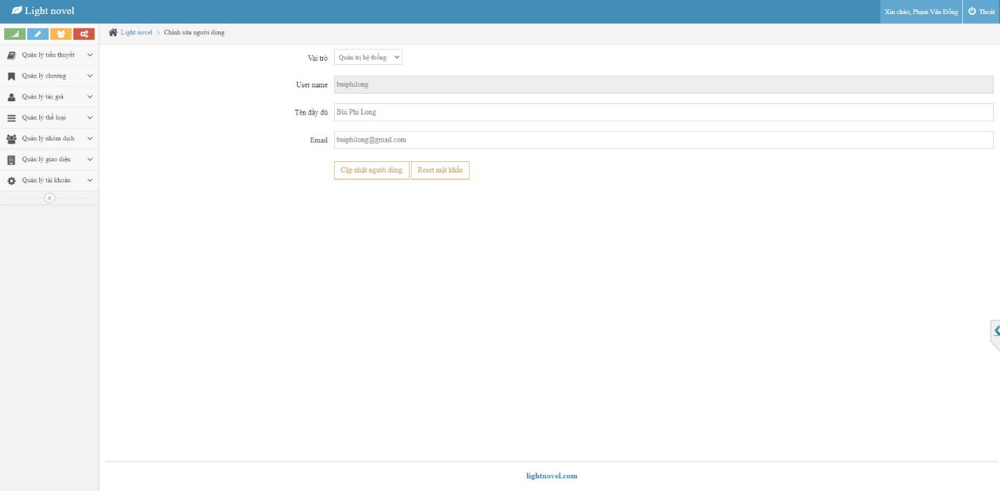 Light novel
Xin chào, Phạm Văn Đồng
Thoát
Light novel > Chỉnh sửa người dùng
Quản lý tiểu thuyết
Quản lý chương
Quản lý tác giả
Quản lý thể loại
Quản lý nhóm dịch
Quản lý giao diện
Quản lý tài khoản
Vai trò Quản trị hệ thống
User name buiphilong
Tên đầy đủ Bùi Phi Long
Email buiphilong@gmail.com
Cập nhật người dùng Reset mật khẩu
lightnovel.com